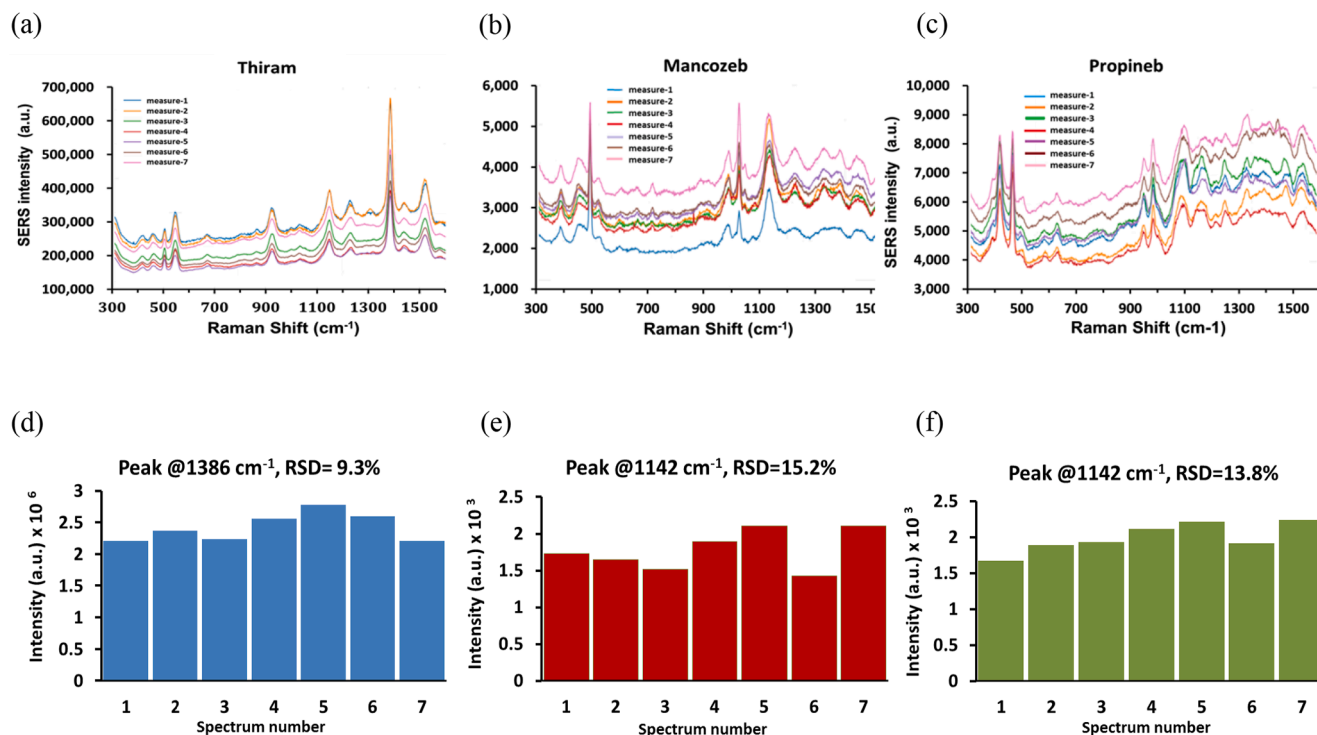 (a)
Thiram
SERS intensity (a.u.)
700,000
600,000
500,000
400,000
300,000
200,000
100,000
measure-1
measure-2
measure-3
measure-4
measure-5
measure-6
measure-7
300 500 700 900 1100 1300 1500
Raman Shift (cm⁻¹)
(b)
Mancozeb
6,000
5,000
4,000
3,000
2,000
1,000
measure-1
measure-2
measure-3
measure-4
measure-5
measure-6
measure-7
300 500 700 900 1100 1300 150
Raman Shift (cm⁻¹)
(c)
Propineb
SERS intensity (a.u.)
10,000
9,000
8,000
7,000
6,000
5,000
4,000
3,000
measure-1
measure-2
measure-3
measure-4
measure-5
measure-6
measure-7
300 500 700 900 1100 1300 1500
Raman Shift (cm-1)
(d)
Peak @1386 cm⁻¹, RSD= 9.3%
Intensity (a.u.) x 10 ⁶
3
2.5
2
1.5
1
0.5
0
1 2 3 4 5 6 7
Spectrum number
(e)
Peak @1142 cm⁻¹, RSD=15.2%
Intensity (a.u.) x 10 ³
2.5
2
1.5
1
0.5
0
1 2 3 4 5 6 7
Spectrum number
(f)
Peak @1142 cm⁻¹, RSD=13.8%
Intensity (a.u.) x 10 ³
2.5
2
1.5
1
0.5
0
1 2 3 4 5 6 7
Spectrum number